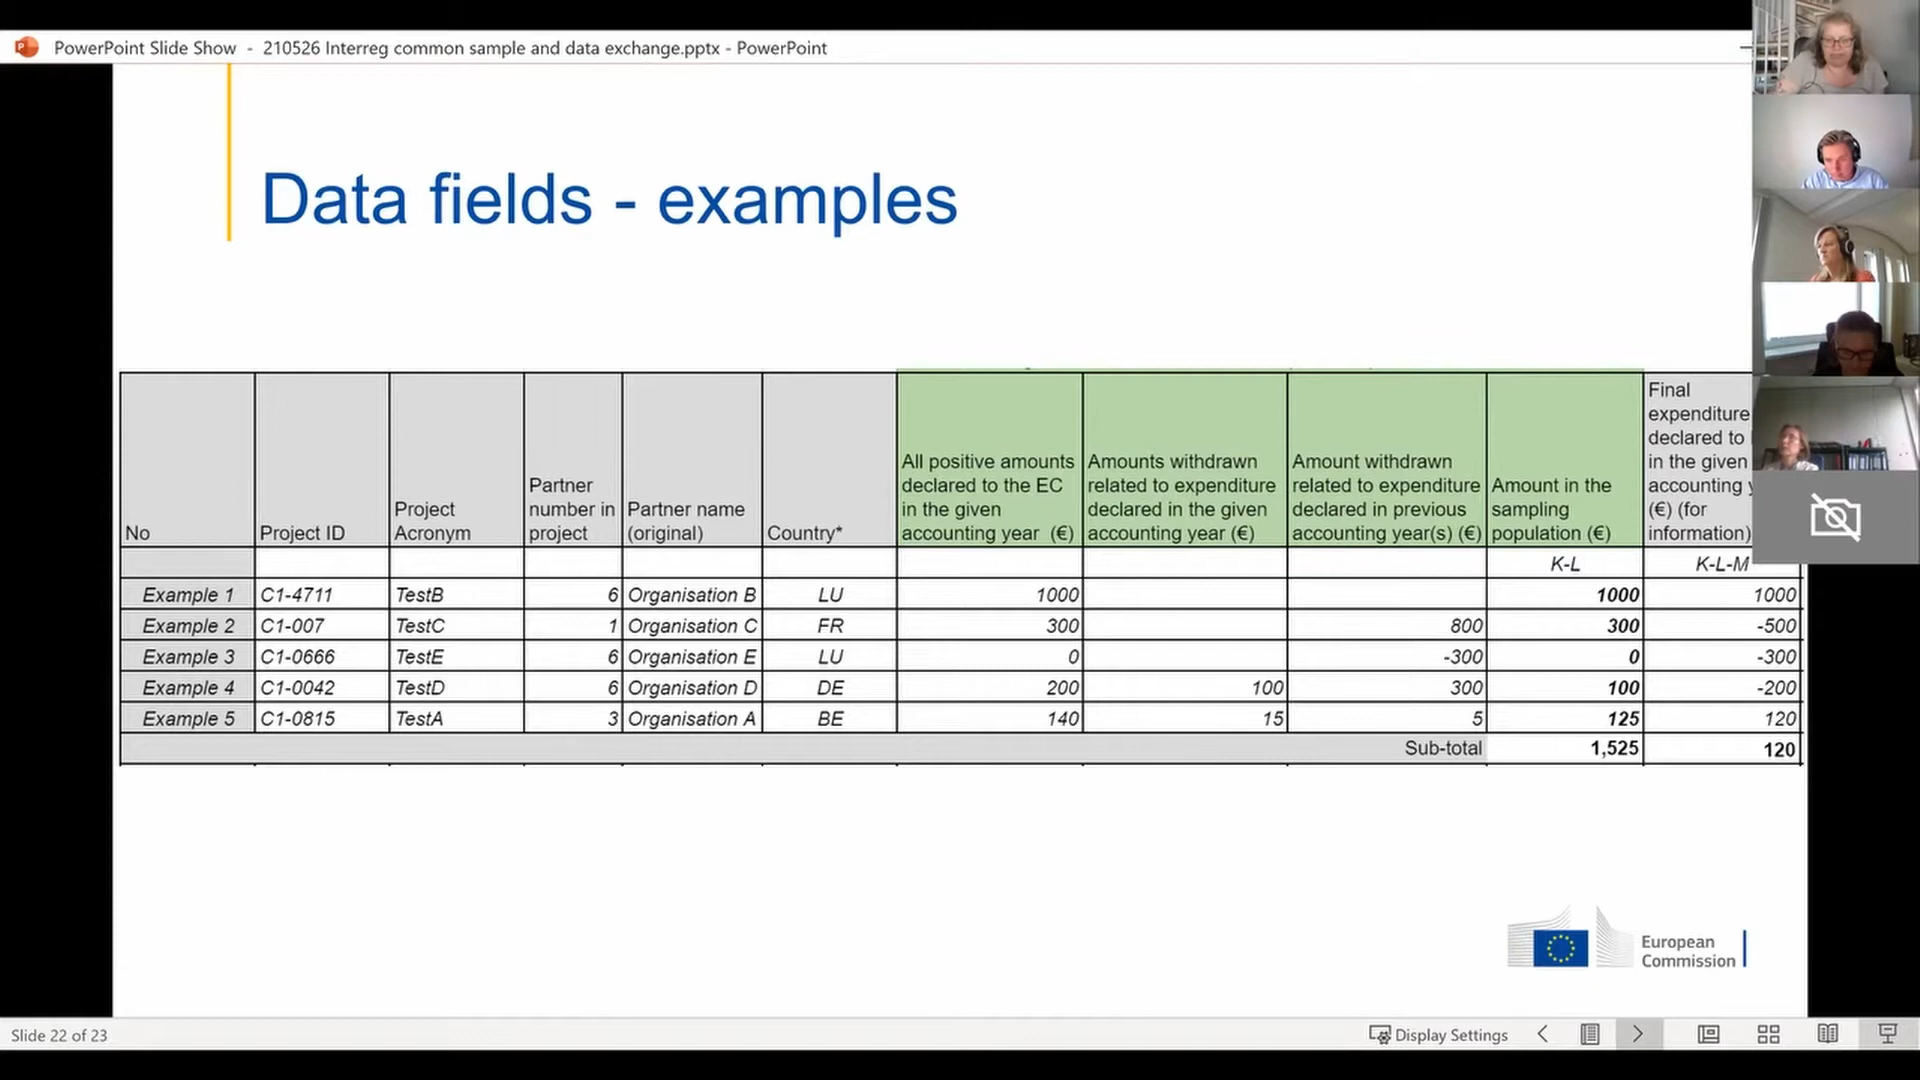 PowerPoint Slide Show - 210526 Interreg common sample and data exchange.pptx - PowerPoint
Data fields - examples
No
Project ID
Project
Acronym
Partner
number in
project
Partner name
(original)
Country*
All positive amounts
declared to the EC
in the given
accounting year (€)
Amounts withdrawn
related to expenditure
declared in the given
accounting year (€)
Amount withdrawn
related to expenditure
declared in previous
accounting year(s) (€)
Amount in the
sampling
population (€)
Final
expenditure
declared to
in the given
accounting
(€) (for
information)
K-L K-L-M
Example 1 C1-4711 TestB 6 Organisation B LU 1000 1000 1000
Example 2 C1-007 TestC 1 Organisation C FR 300 800 300 -500
Example 3 C1-0666 TestE 6 Organisation E LU 0 -300 0 -300
Example 4 C1-0042 TestD 6 Organisation D DE 200 100 300 100 -200
Example 5 C1-0815 TestA 3 Organisation A BE 140 15 5 125 120
Sub-total 1,525 120
European
Commission
Slide 22 of 23
Display Settings